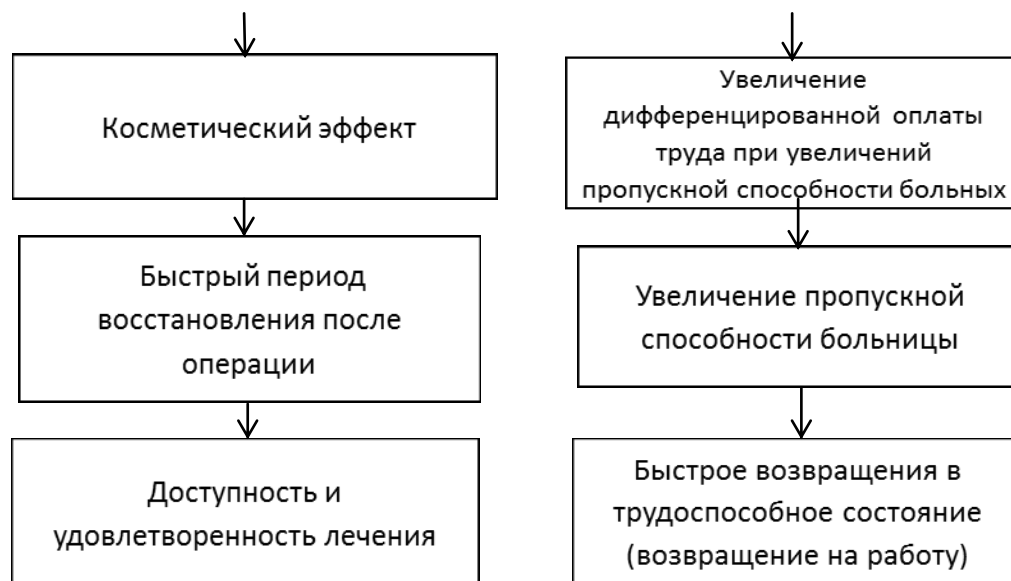 Косметический эффект
Быстрый период
восстановления после
операции
Доступность и
удовлетворенность лечения
Увеличение
дифференцированной оплаты
труда при увеличений
пропускной способности больных
Увеличение пропускной
способности больницы
Быстрое возвращения в
трудоспособное состояние
(возвращение на работу)